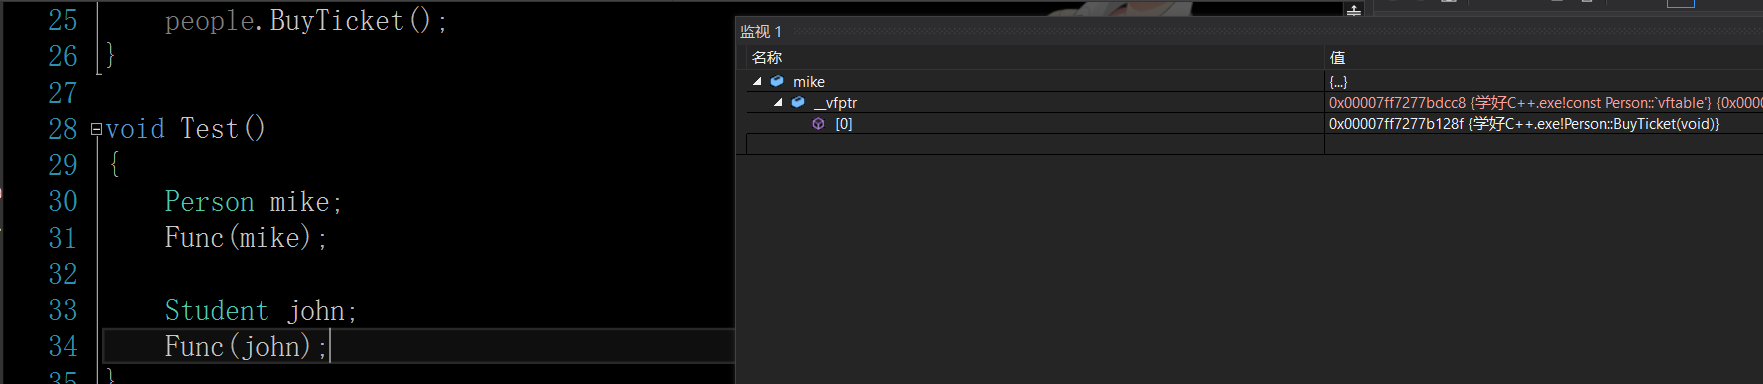 25 people.BuyTicket();
26 }
27
28 void Test()
29 {
30 Person mike;
31 Func(mike);
32
33 Student john;
34 Func(john);
35 }
监视 1
名称 值
mike {...}
__vfptr 0x00007ff7277bdcc8 {学好C++.exe!const Person::`vftable'} {0x000
[0] 0x00007ff7277b128f {学好C++.exe!Person::BuyTicket(void)}